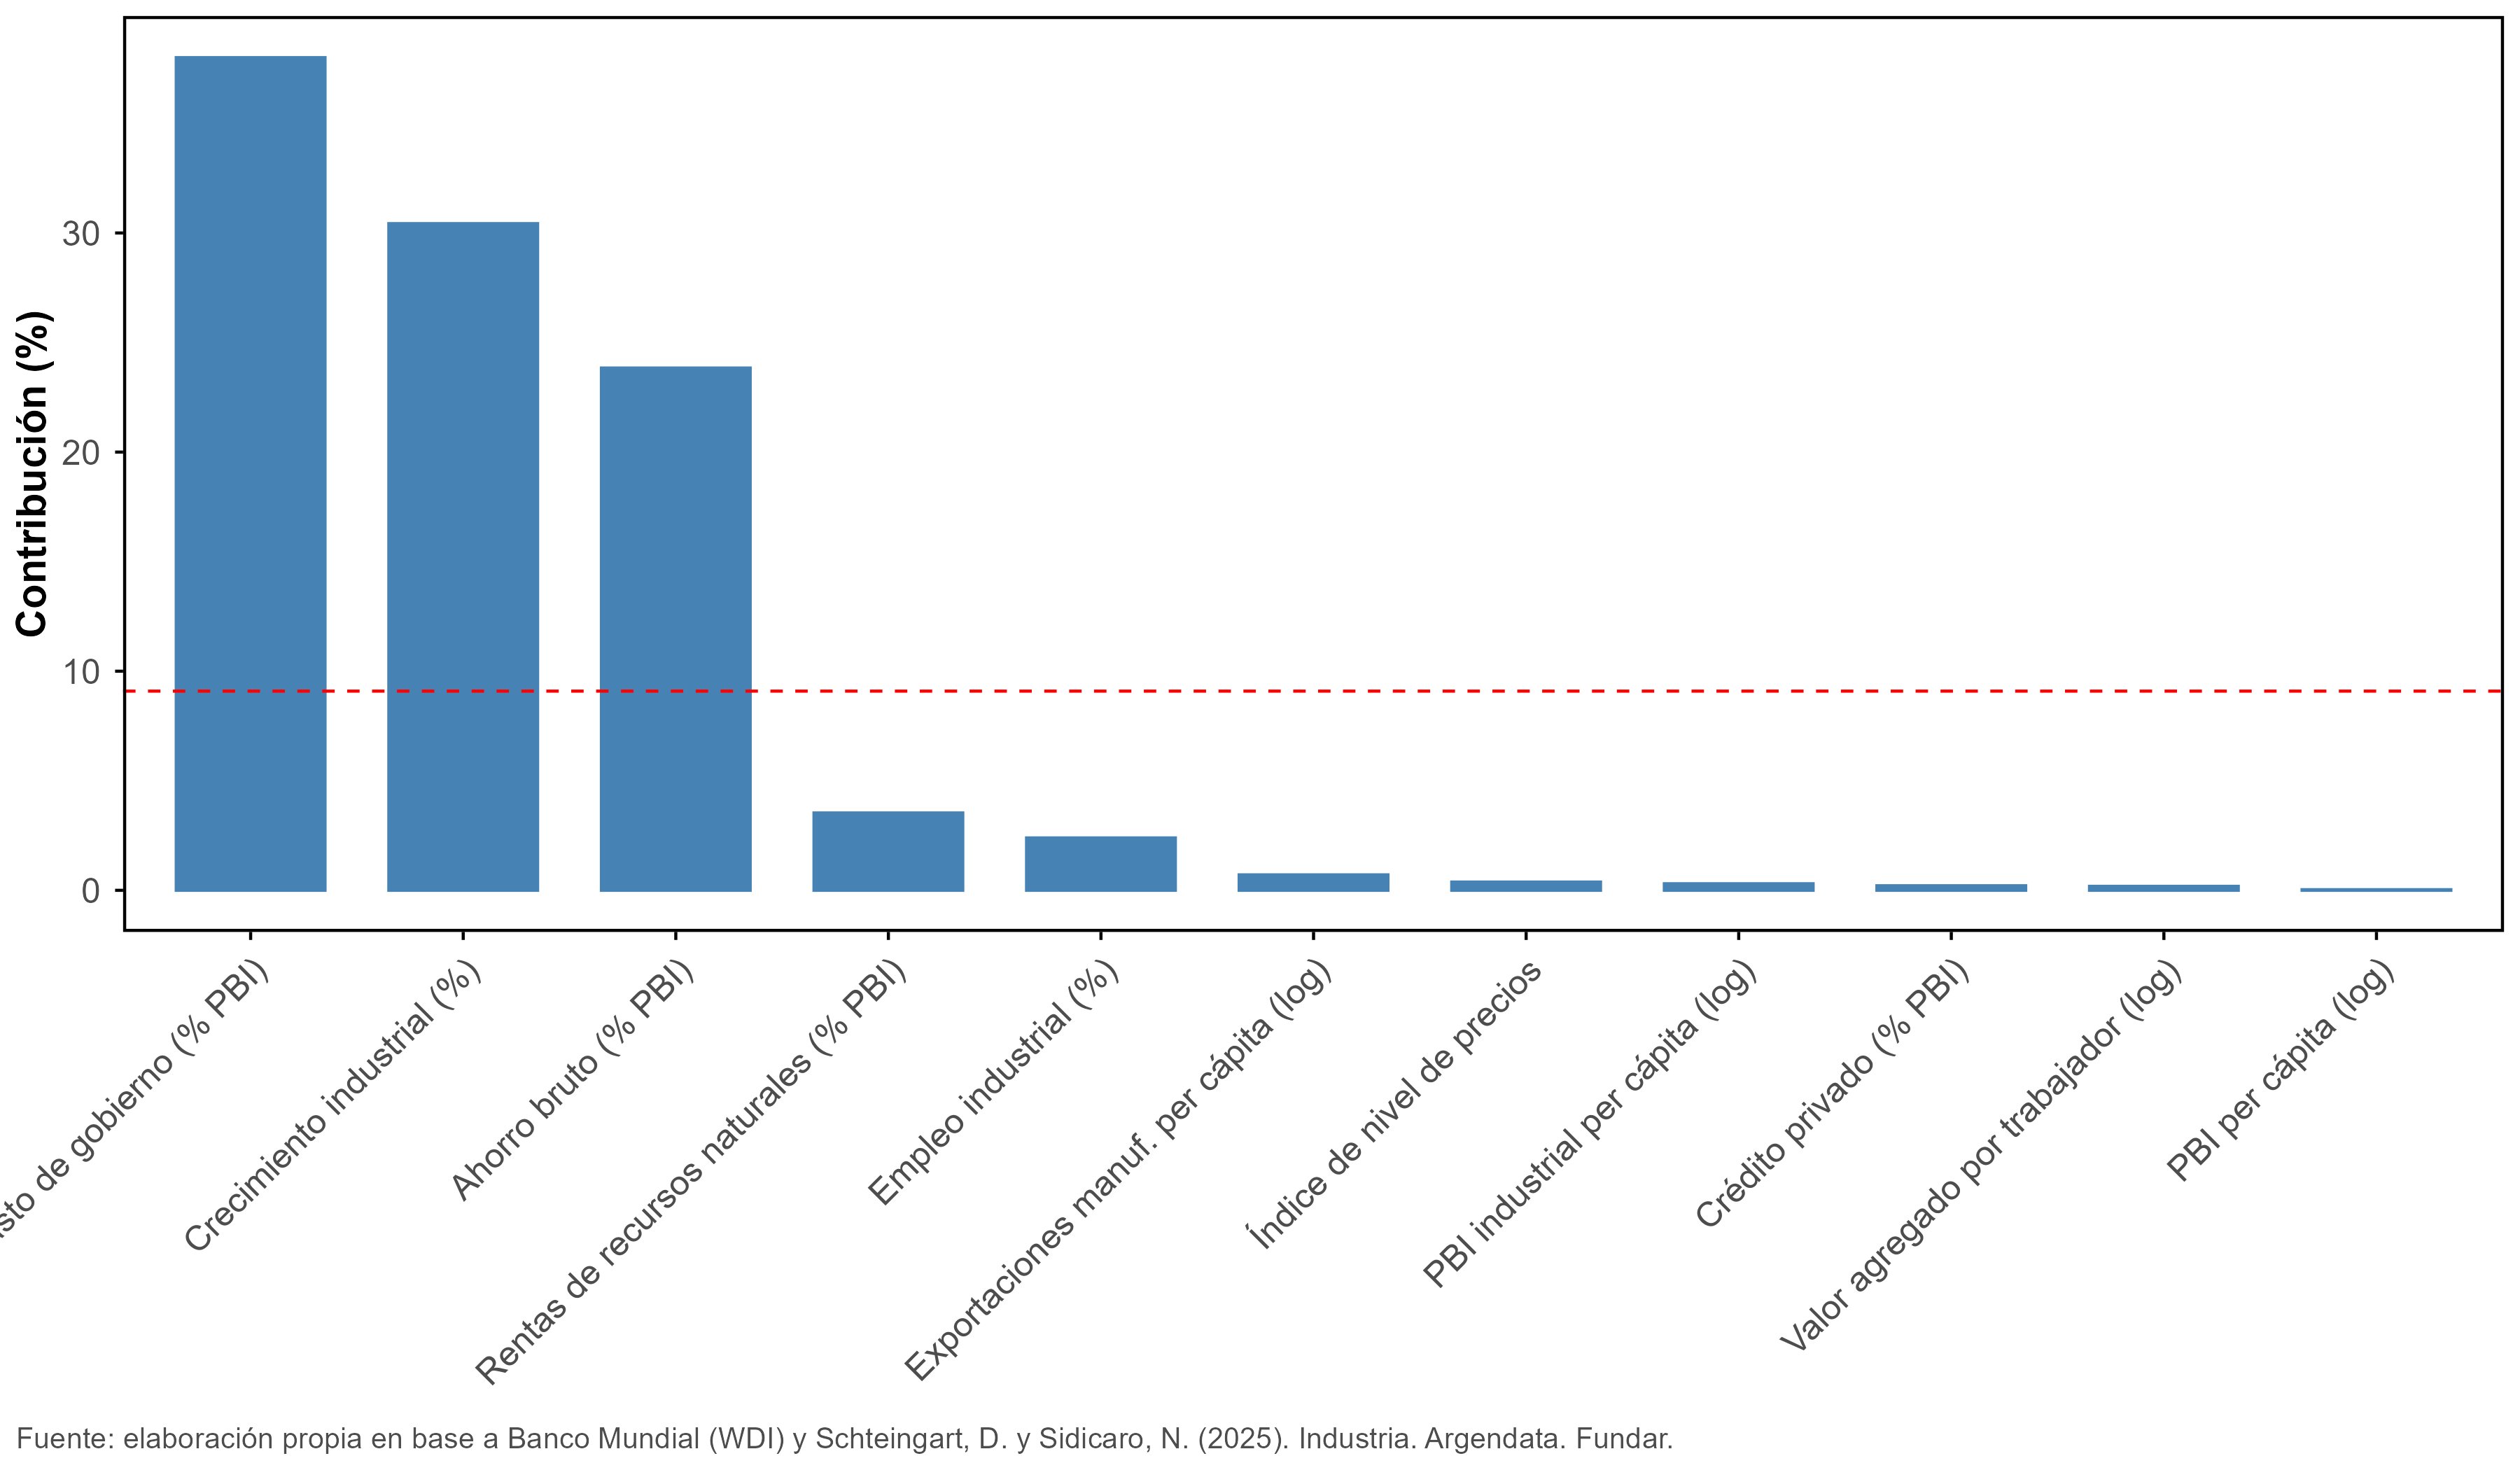 Contribución (%)
30
20
10
0
de gobierno (% PBI)
Crecimiento industrial (%)
Ahorro bruto (% PBI)
Rentas de recursos naturales (% PBI)
Empleo industrial (%)
Exportaciones manuf. per cápita (log)
Índice de nivel de precios
PBI industrial per cápita (log)
Crédito privado (% PBI)
Valor agregado por trabajador (log)
PBI per cápita (log)
Fuente: elaboración propia en base a Banco Mundial (WDI) y Schteingart, D. y Sidicaro, N. (2025). Industria. Argendata. Fundar.